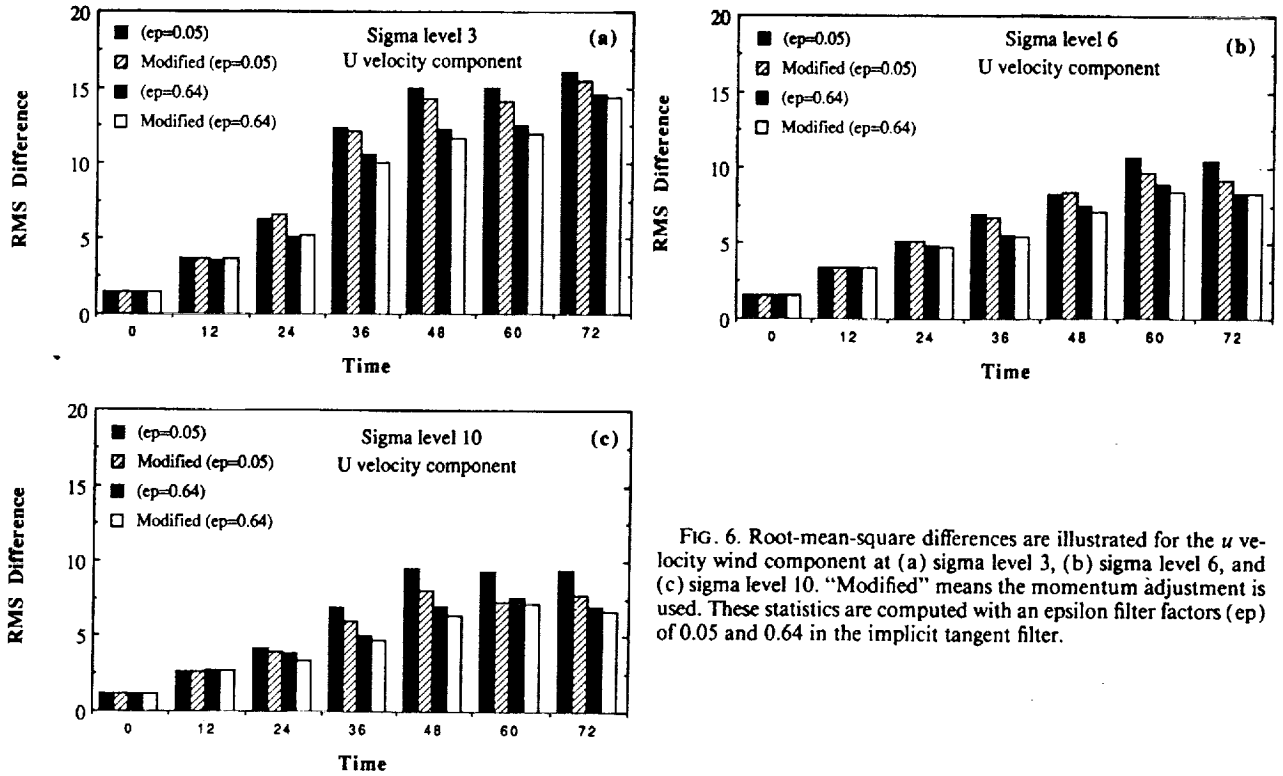 20
15
10
5
0
RMS Difference
(ep=0.05)
Modified (ep=0.05)
(ep=0.64)
Modified (ep=0.64)
Sigma level 3
U velocity component
(a)
0 12 24 36 48 60 72
Time
20
15
10
5
0
RMS Difference
(ep=0.05)
Modified (ep=0.05)
(ep=0.64)
Modified (ep=0.64)
Sigma level 6
U velocity component
(b)
0 12 24 36 48 60 72
Time
20
15
10
5
0
RMS Difference
(ep=0.05)
Modified (ep=0.05)
(ep=0.64)
Modified (ep=0.64)
Sigma level 10
U velocity component
(c)
0 12 24 36 48 60 72
Time
FIG. 6. Root-mean-square differences are illustrated for the u ve-
locity wind component at (a) sigma level 3, (b) sigma level 6, and
(c) sigma level 10. “Modified” means the momentum adjustment is
used. These statistics are computed with an epsilon filter factors (ep)
of 0.05 and 0.64 in the implicit tangent filter.